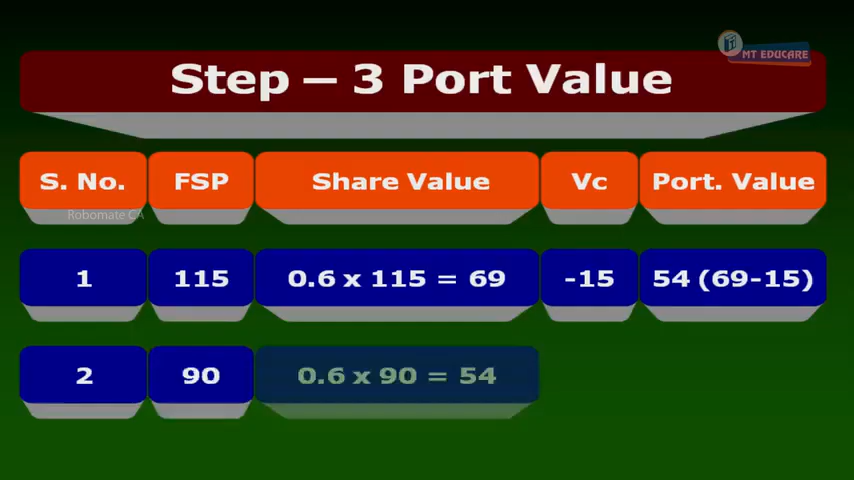 MT EDUCARE
Step – 3 Port Value
S. No. FSP Share Value Vc Port. Value
Robomate CA
1 115 0.6 x 115 = 69 -15 54 (69-15)
2 90 0.6 x 90 = 54